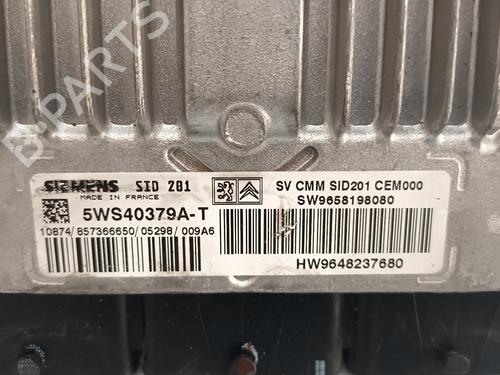 SIEMENS SID 201
MADE IN FRANCE
5WS40379A-T
10874/857366650/05298/009A6
SV CMM SID201 CEM000
SW9658198080
HW9648237680
B-PARTS